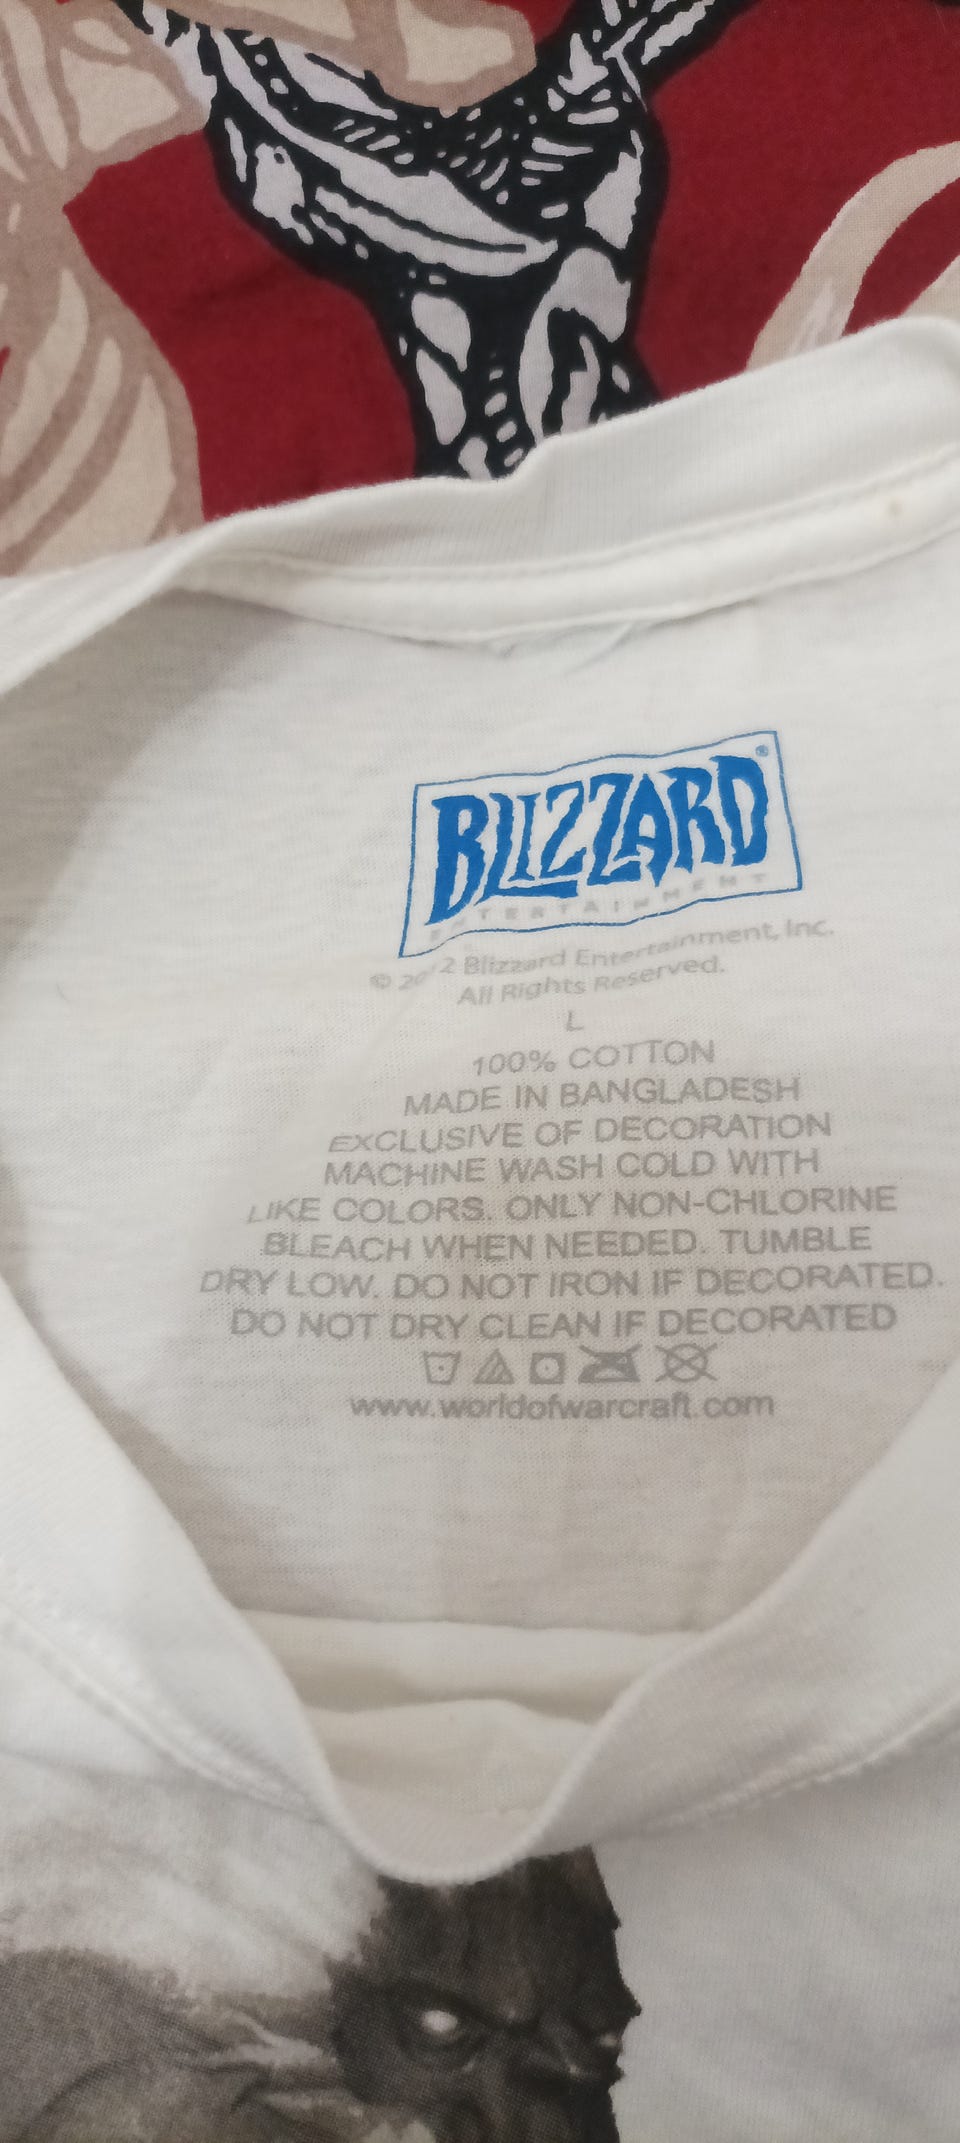 BLIZZARD®
ENTERTAINMENT
© 2012 Blizzard Entertainment, Inc.
All Rights Reserved.
L
100% COTTON
MADE IN BANGLADESH
EXCLUSIVE OF DECORATION
MACHINE WASH COLD WITH
LIKE COLORS. ONLY NON-CHLORINE
BLEACH WHEN NEEDED. TUMBLE
DRY LOW. DO NOT IRON IF DECORATED.
DO NOT DRY CLEAN IF DECORATED
www.worldofwarcraft.com